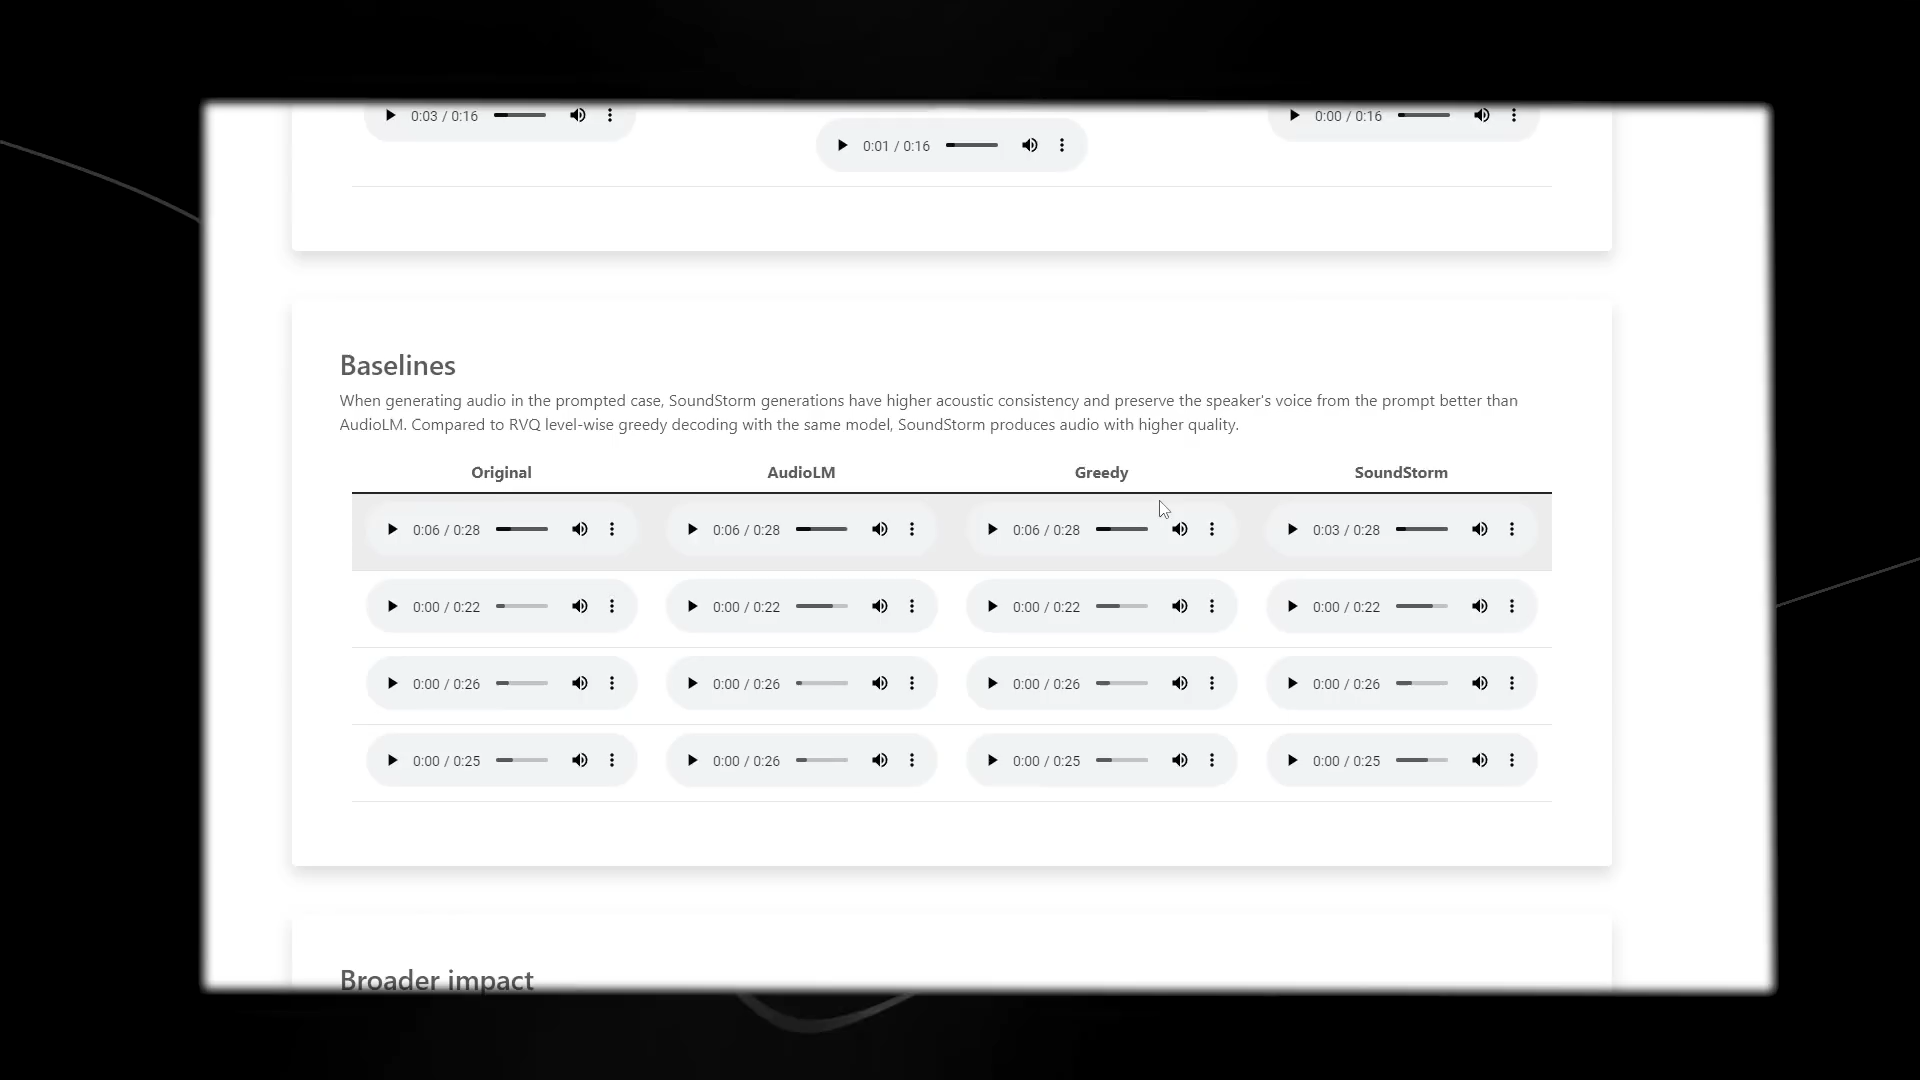 0:03 / 0:16
0:00 / 0:16
0:01 / 0:16
Baselines
When generating audio in the prompted case, SoundStorm generations have higher acoustic consistency and preserve the speaker's voice from the prompt better than
AudioLM. Compared to RVQ level-wise greedy decoding with the same model, SoundStorm produces audio with higher quality.
Original AudioLM Greedy SoundStorm
0:06 / 0:28 0:06 / 0:28 0:06 / 0:28 0:03 / 0:28
0:00 / 0:22 0:00 / 0:22 0:00 / 0:22 0:00 / 0:22
0:00 / 0:26 0:00 / 0:26 0:00 / 0:26 0:00 / 0:26
0:00 / 0:25 0:00 / 0:26 0:00 / 0:25 0:00 / 0:25
Broader impact